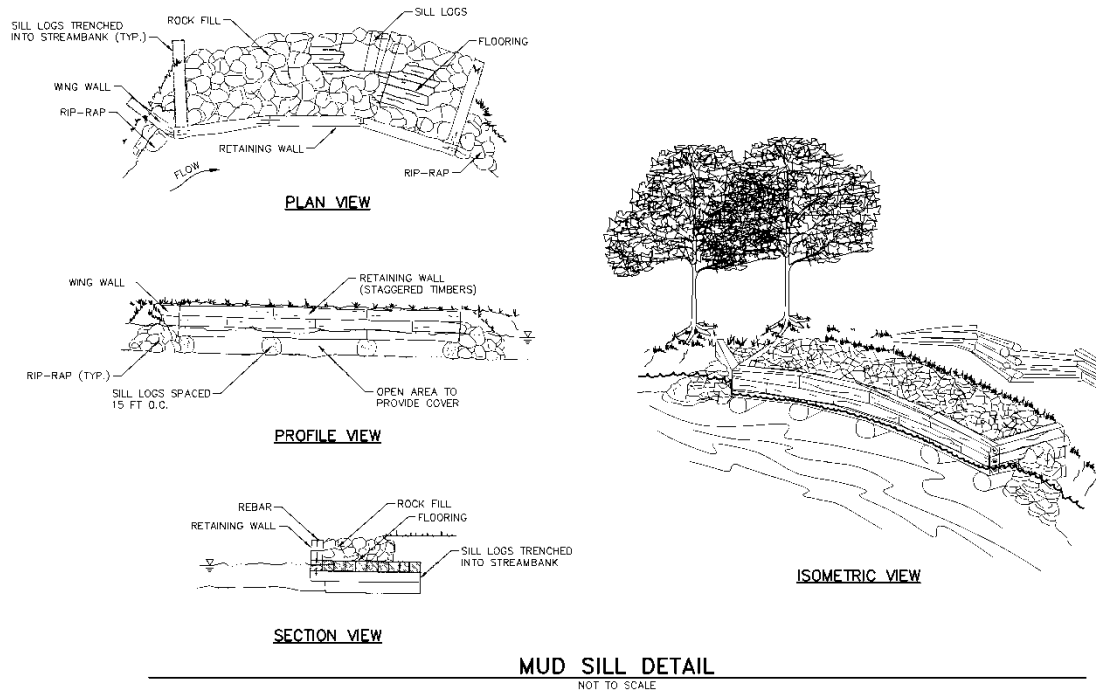 SILL LOGS TRENCHED
INTO STREAMBANK (TYP.)
ROCK FILL
SILL LOGS
FLOORING
WING WALL
RIP-RAP
RETAINING WALL
FLOW
RIP-RAP
PLAN VIEW
WING WALL
RETAINING WALL
(STAGGERED TIMBERS)
RIP-RAP (TYP.)
SILL LOGS SPACED
15 FT O.C.
OPEN AREA TO
PROVIDE COVER
PROFILE VIEW
REBAR
RETAINING WALL
ROCK FILL
FLOORING
SILL LOGS TRENCHED
INTO STREAMBANK
SECTION VIEW
ISOMETRIC VIEW
MUD SILL DETAIL
NOT TO SCALE